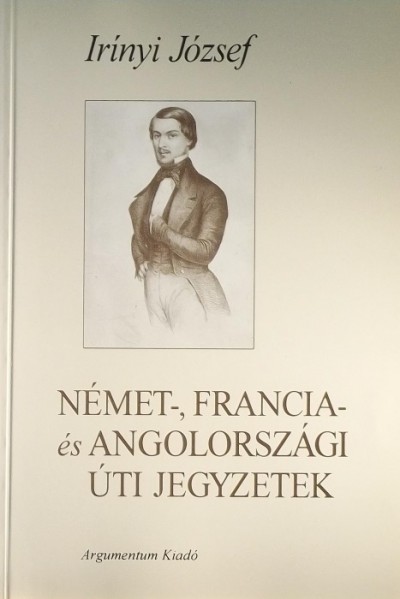 Irínyi József
NÉMET-, FRANCIA-
és ANGOLORSZÁGI
ÚTI JEGYZETEK
Argumentum Kiadó